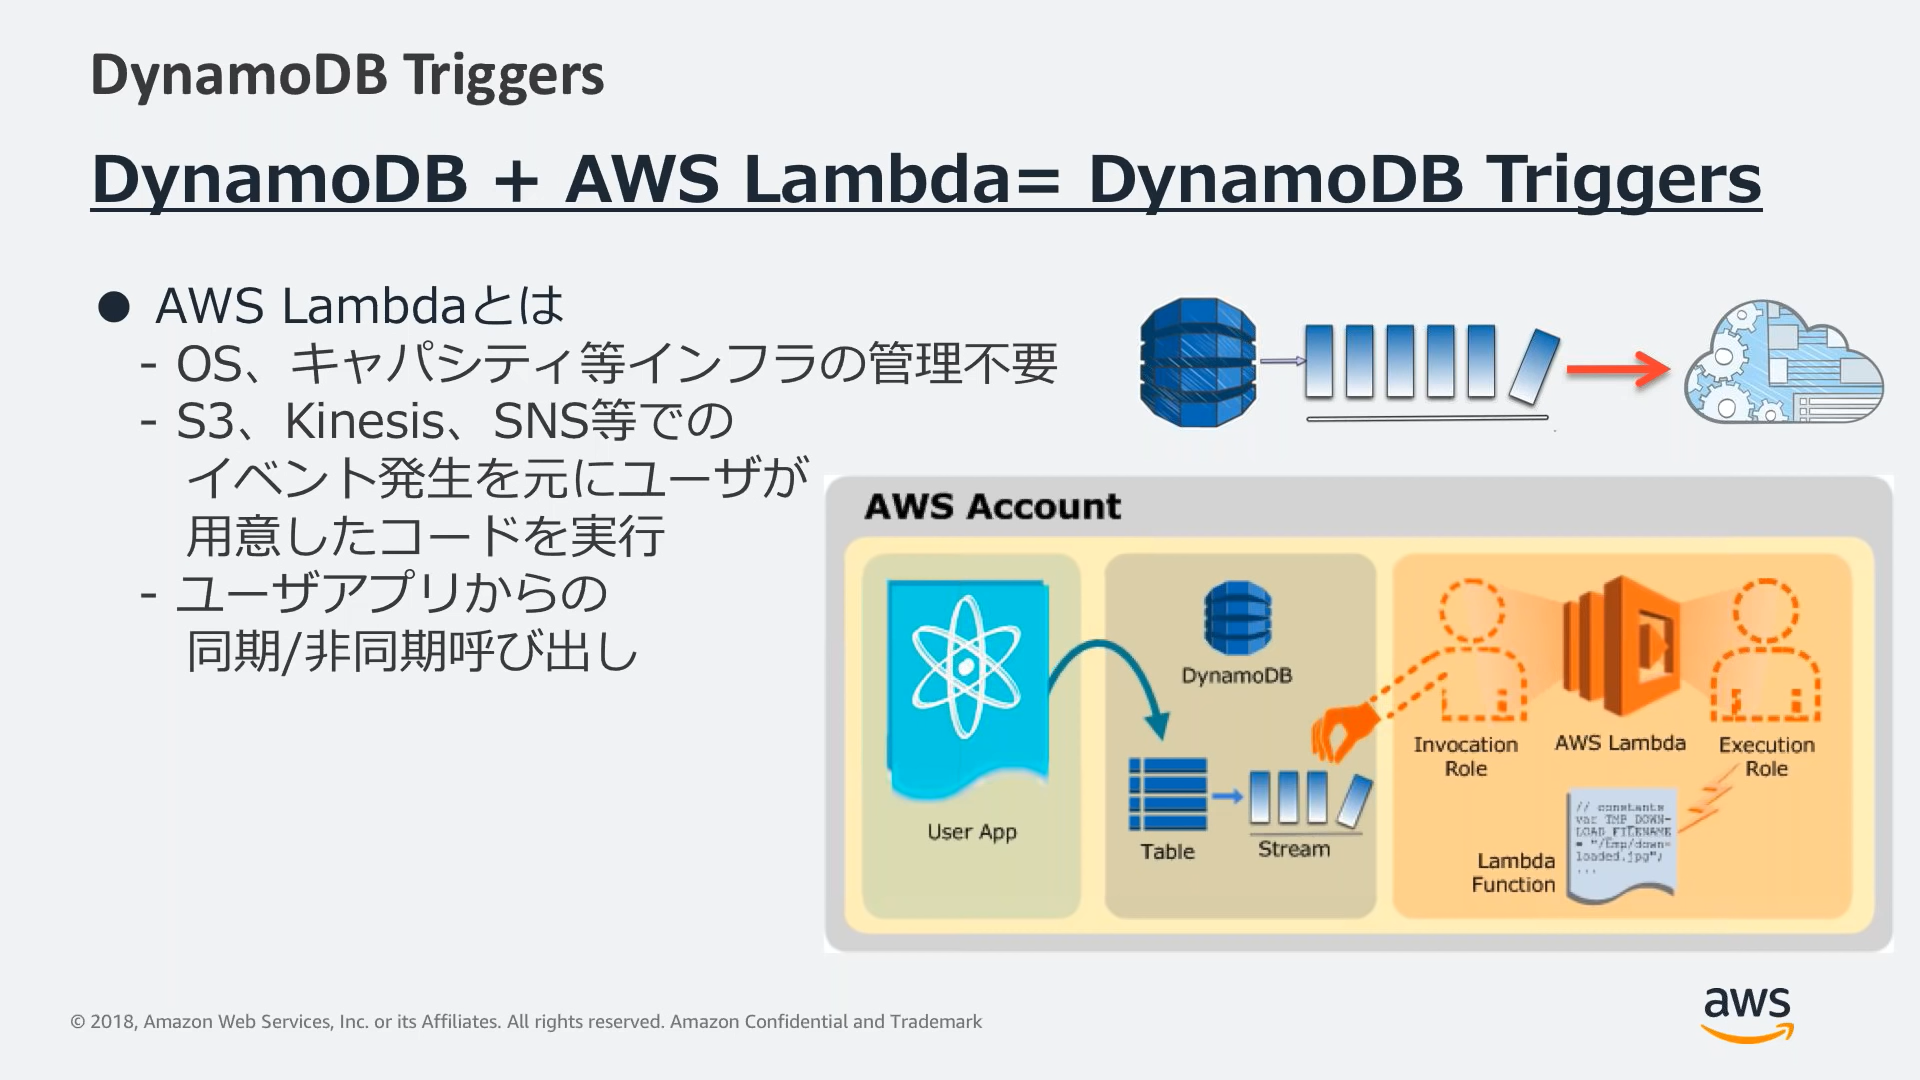 DynamoDB Triggers
DynamoDB + AWS Lambda= DynamoDB Triggers
● AWS Lambdaとは
- OS、キャパシティ等インフラの管理不要
- S3、Kinesis、SNS等での
イベント発生を元にユーザが
用意したコードを実行
- ユーザアプリからの
同期/非同期呼び出し
AWS Account
User App
DynamoDB
Table
Stream
Invocation
Role
AWS Lambda
Execution
Role
Lambda
Function
// constants
var TMP_DOWN-
LOAD_FILENAME
= "/tmp/down-
loaded.jpg";
...
© 2018, Amazon Web Services, Inc. or its Affiliates. All rights reserved. Amazon Confidential and Trademark
aws